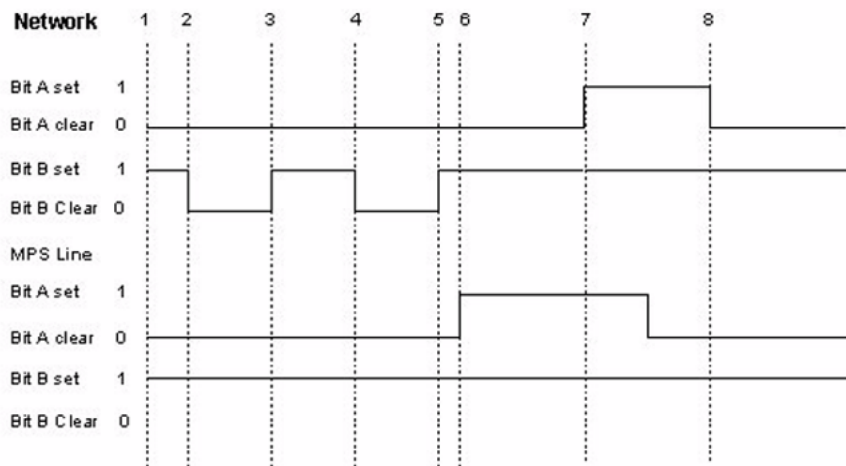 Network 1 2 3 4 5 6 7 8
Bit A set 1
Bit A clear 0
Bit B set 1
Bit B Clear 0
MPS Line
Bit A set 1
Bit A clear 0
Bit B set 1
Bit B Clear 0